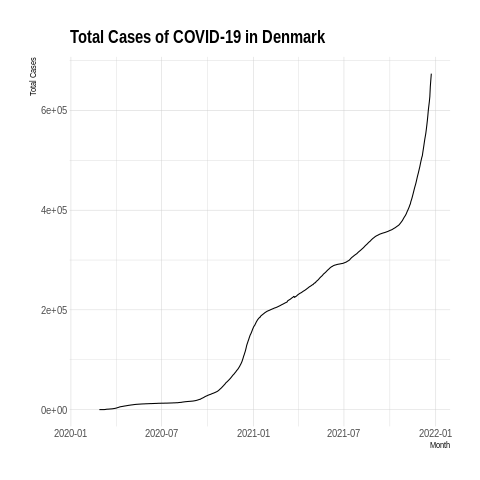 Total Cases of COVID-19 in Denmark
Total Cases
6e+05
4e+05
2e+05
0e+00
2020-01 2020-07 2021-01 2021-07 2022-01
Month